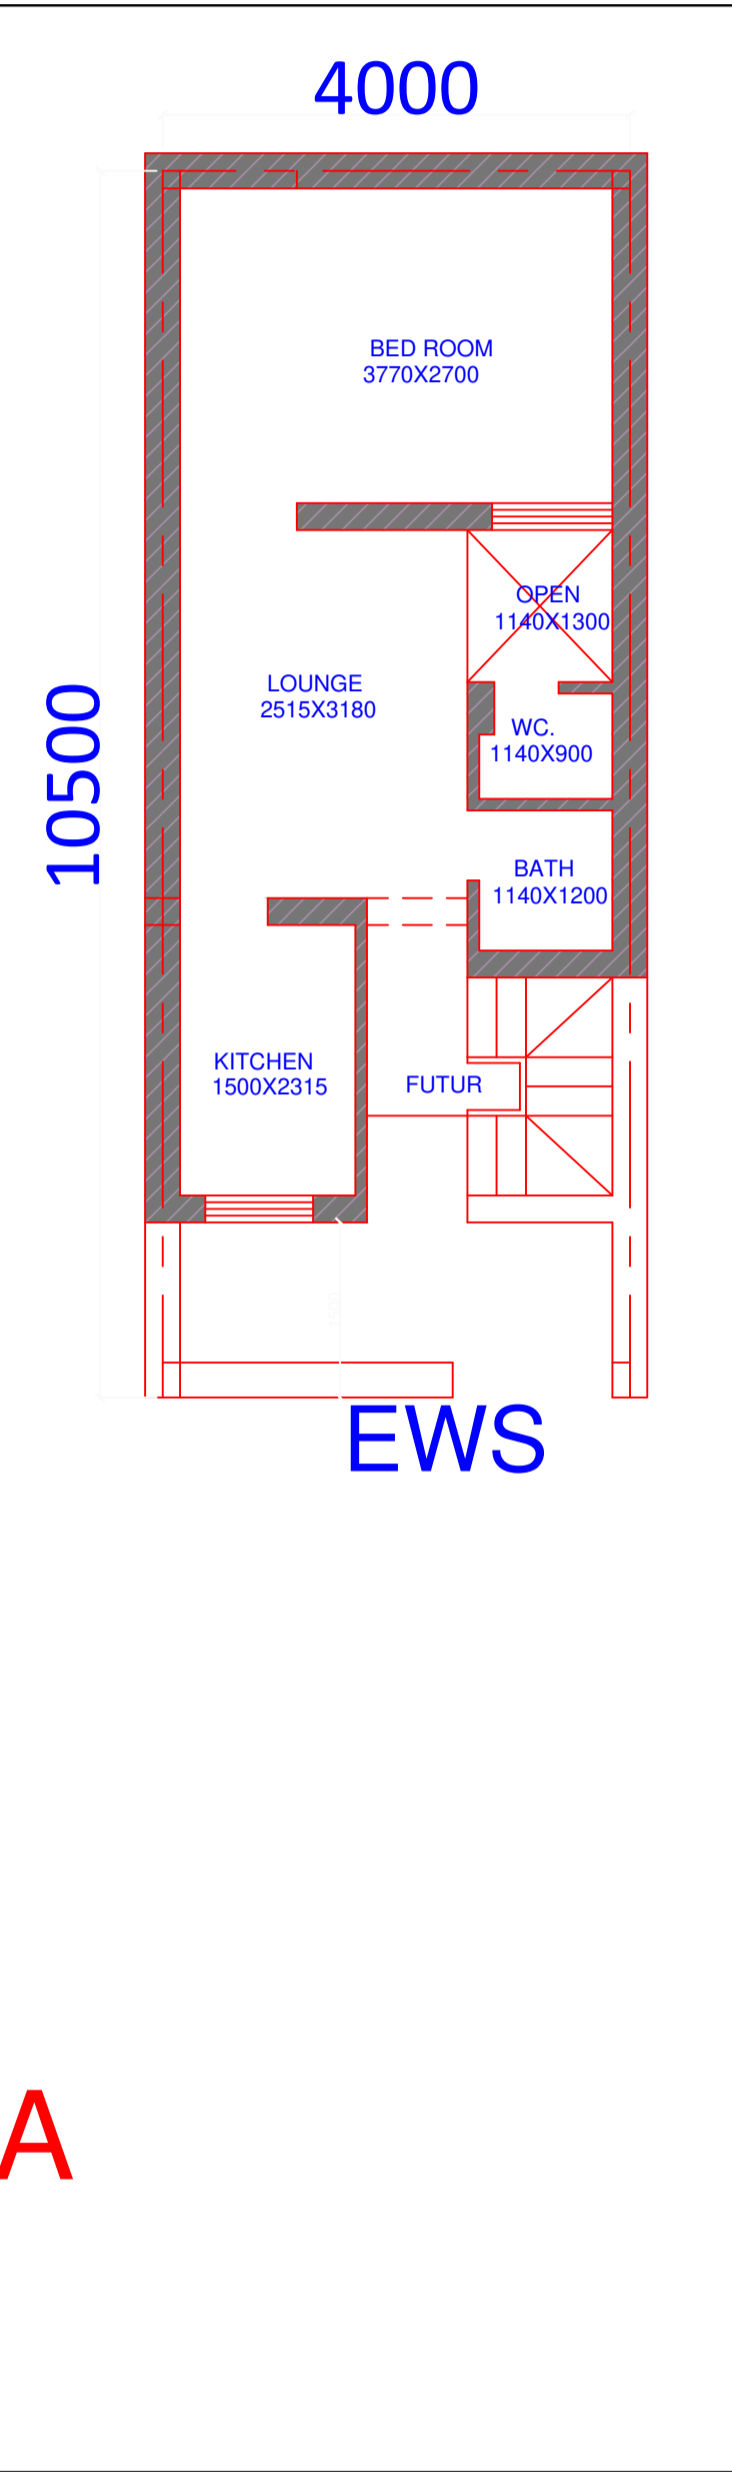 4000
BED ROOM
3770X2700
OPEN
1140X1300
LOUNGE
2515X3180
WC.
1140X900
10500
BATH
1140X1200
KITCHEN
1500X2315
FUTUR
EWS
A